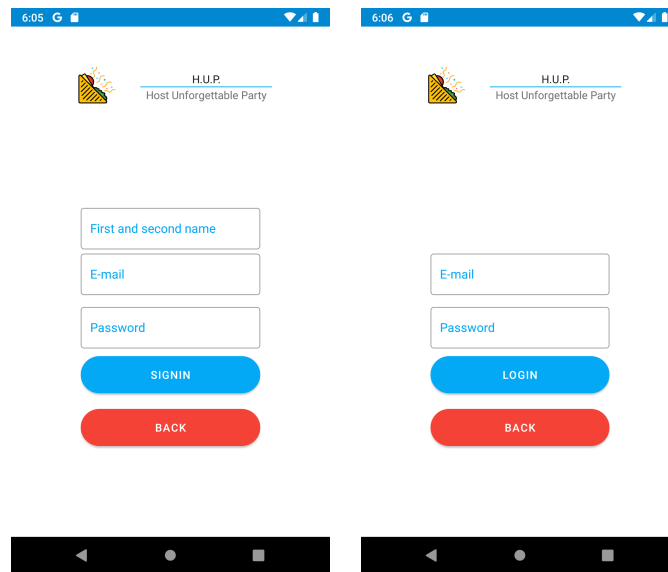 6:05 G
H.U.P.
Host Unforgettable Party
First and second name
E-mail
Password
SIGNIN
BACK
6:06 G
H.U.P.
Host Unforgettable Party
E-mail
Password
LOGIN
BACK